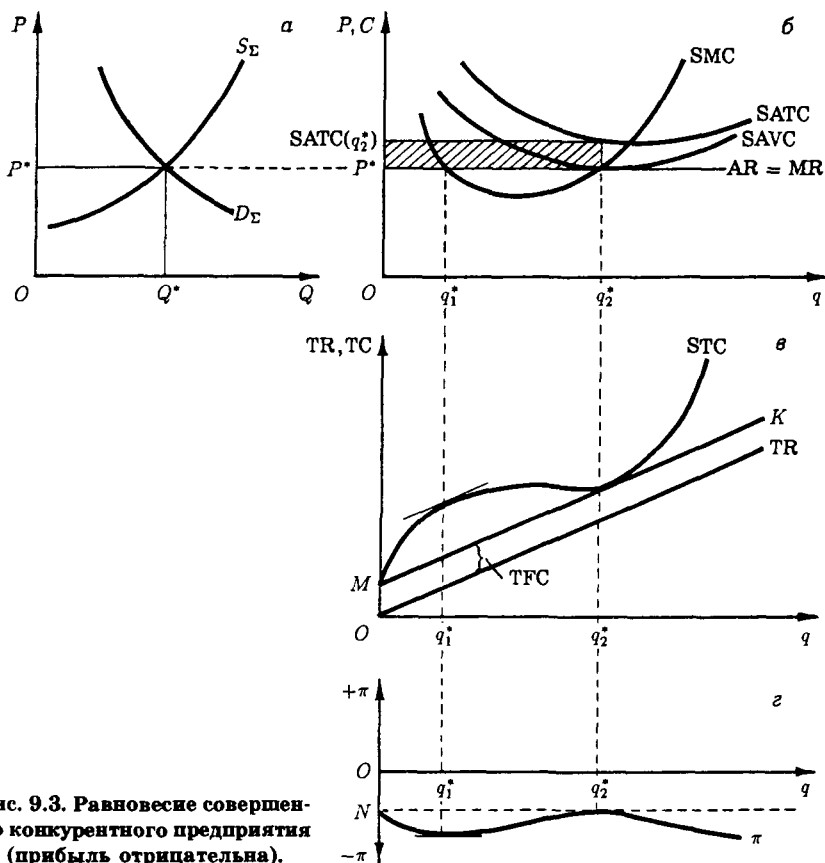 P
а
S_Σ
P*
D_Σ
O
Q*
Q
P, C
б
SMC
SATC
SATC(q₂*)
SAVC
P*
AR = MR
O
q₁*
q₂*
q
TR, TC
STC
в
K
TR
M
TFC
O
q₁*
q₂*
q
+π
г
O
q₁*
q₂*
q
N
π
−π
ис. 9.3. Равновесие совершен-
о конкурентного предприятия
(прибыль отрицательна).